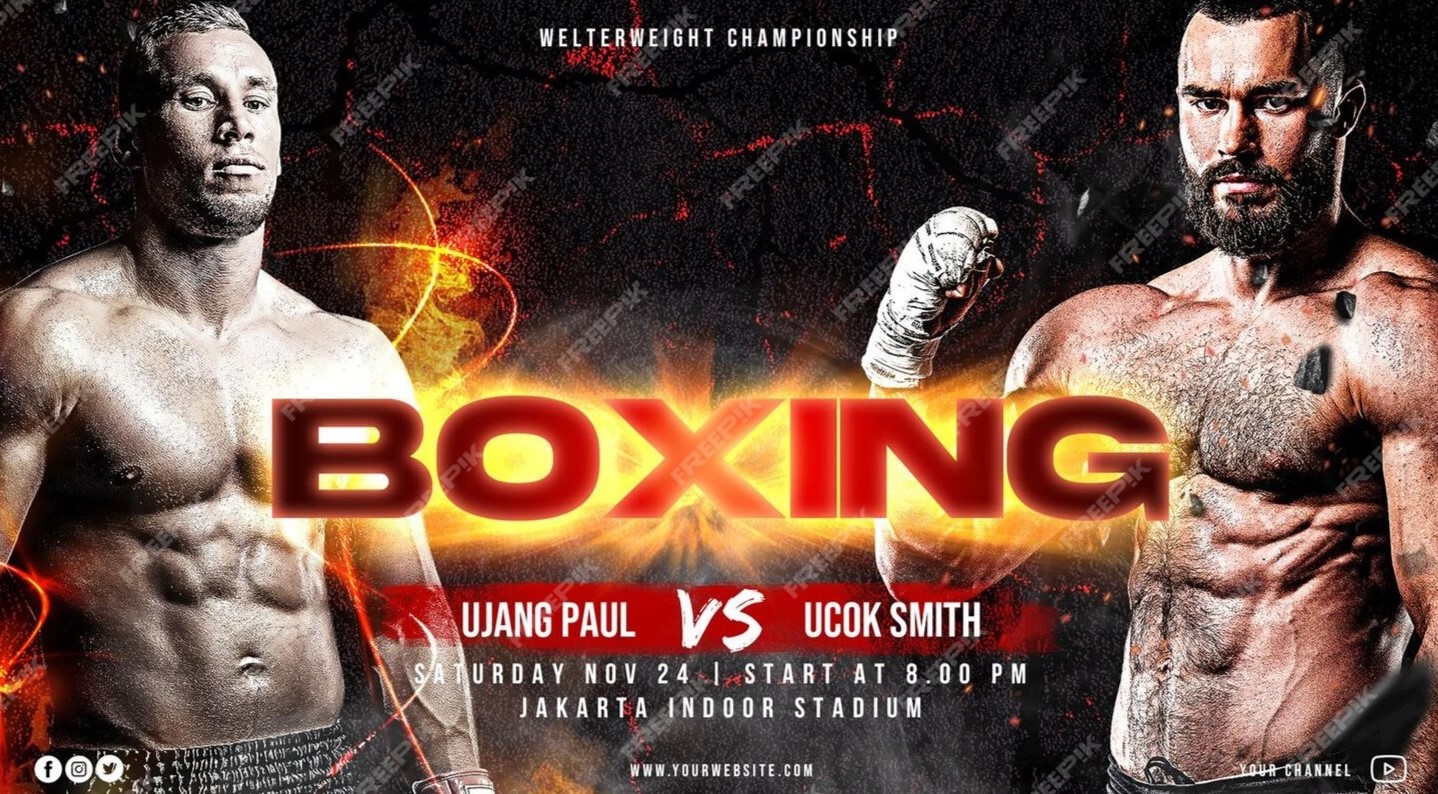 WELTERWEIGHT CHAMPIONSHIP
BOXING
UJANG PAUL VS UCOK SMITH
SATURDAY NOV 24 | START AT 8.00 PM
JAKARTA INDOOR STADIUM
WWW.YOURWEBSITE.COM
YOUR CHANNEL
FREEPIK